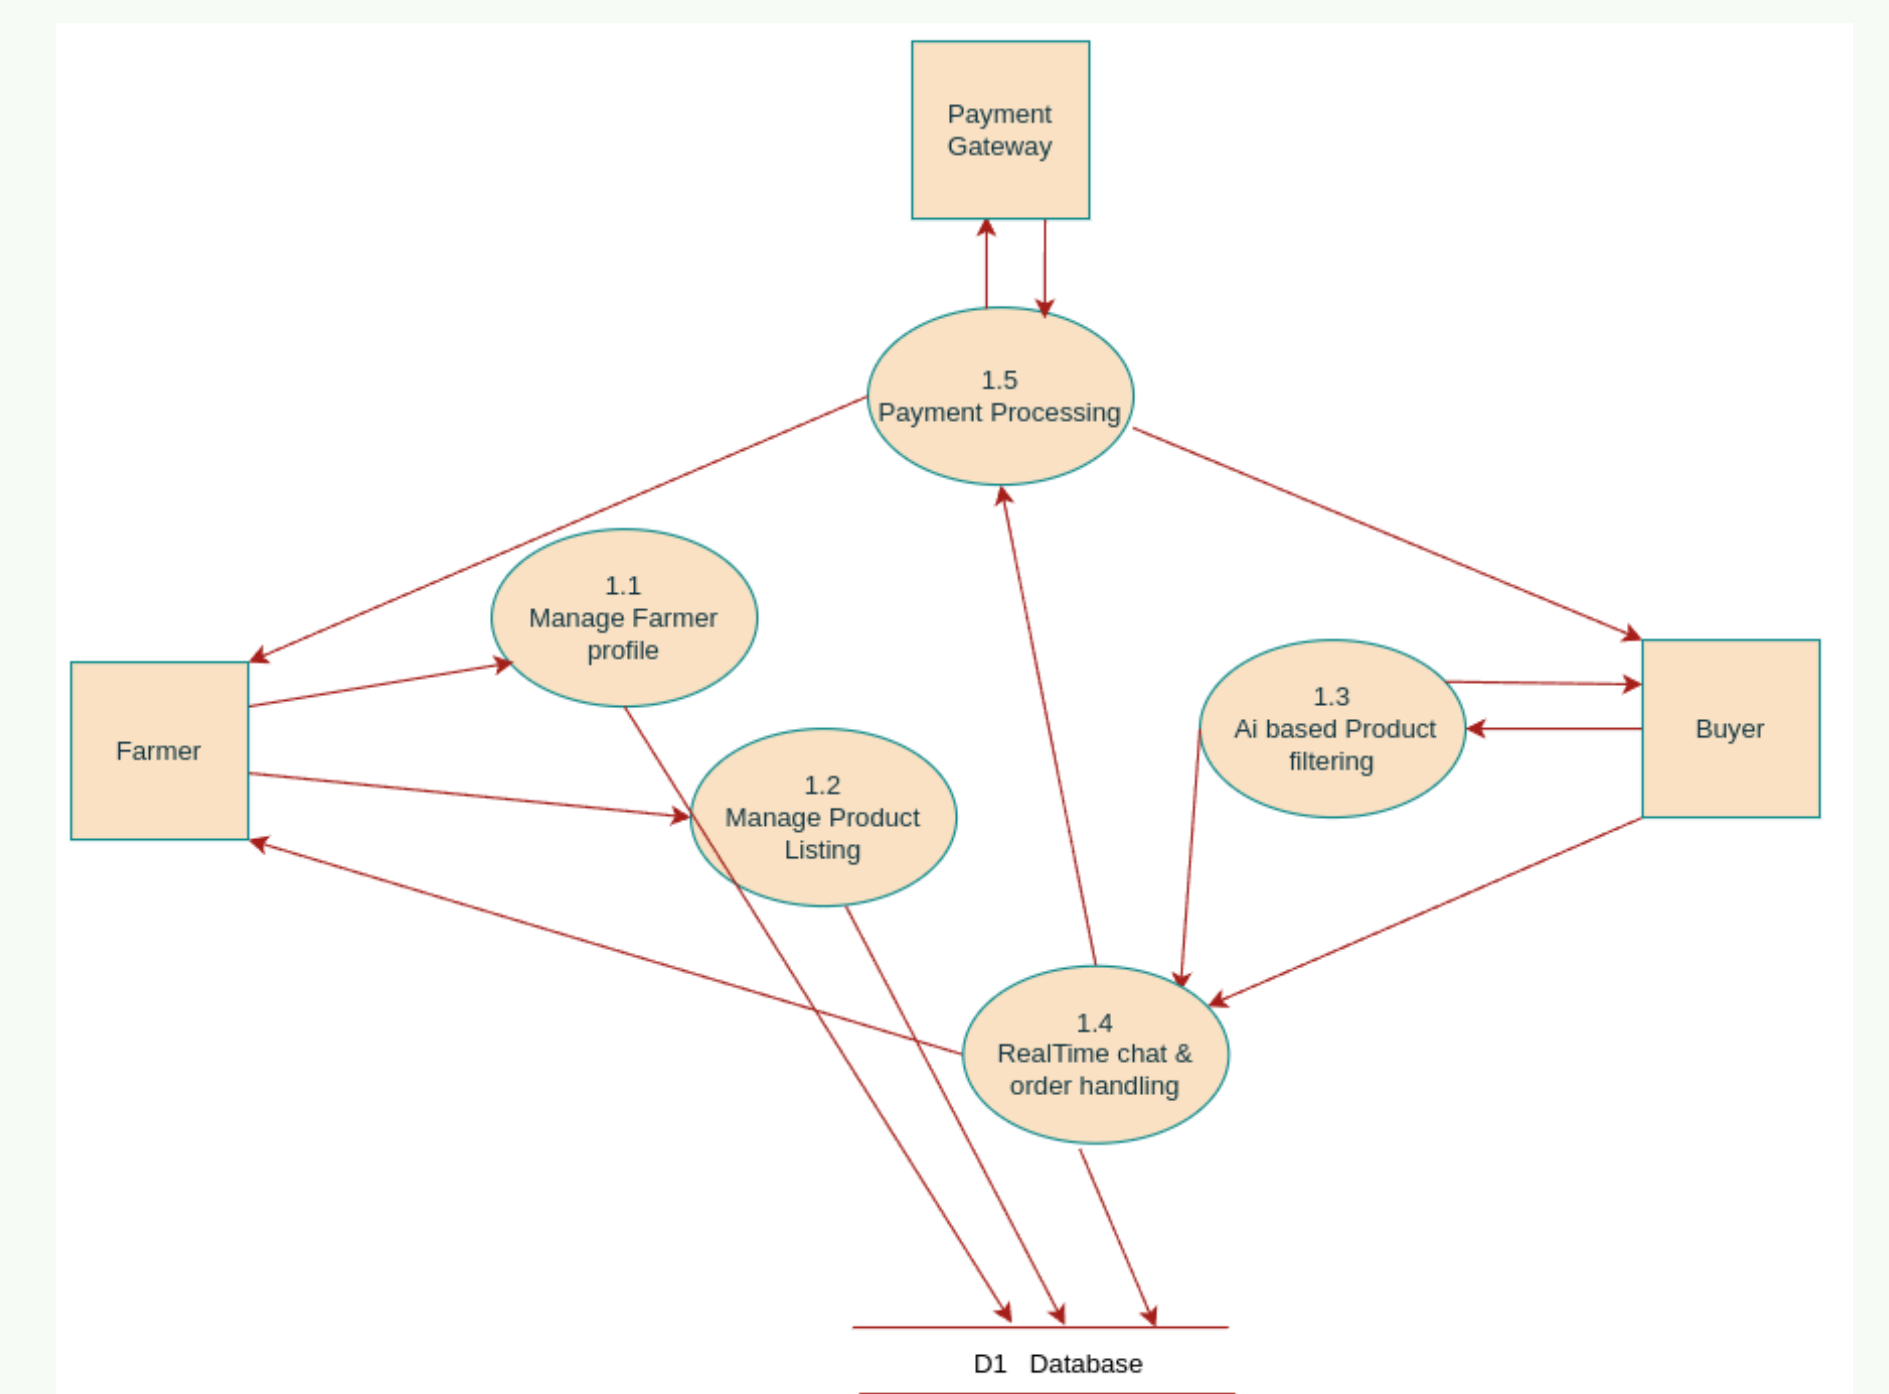 Payment
Gateway
1.5
Payment Processing
1.1
Manage Farmer
profile
Farmer
1.2
Manage Product
Listing
1.3
Ai based Product
filtering
Buyer
1.4
RealTime chat &
order handling
D1 Database